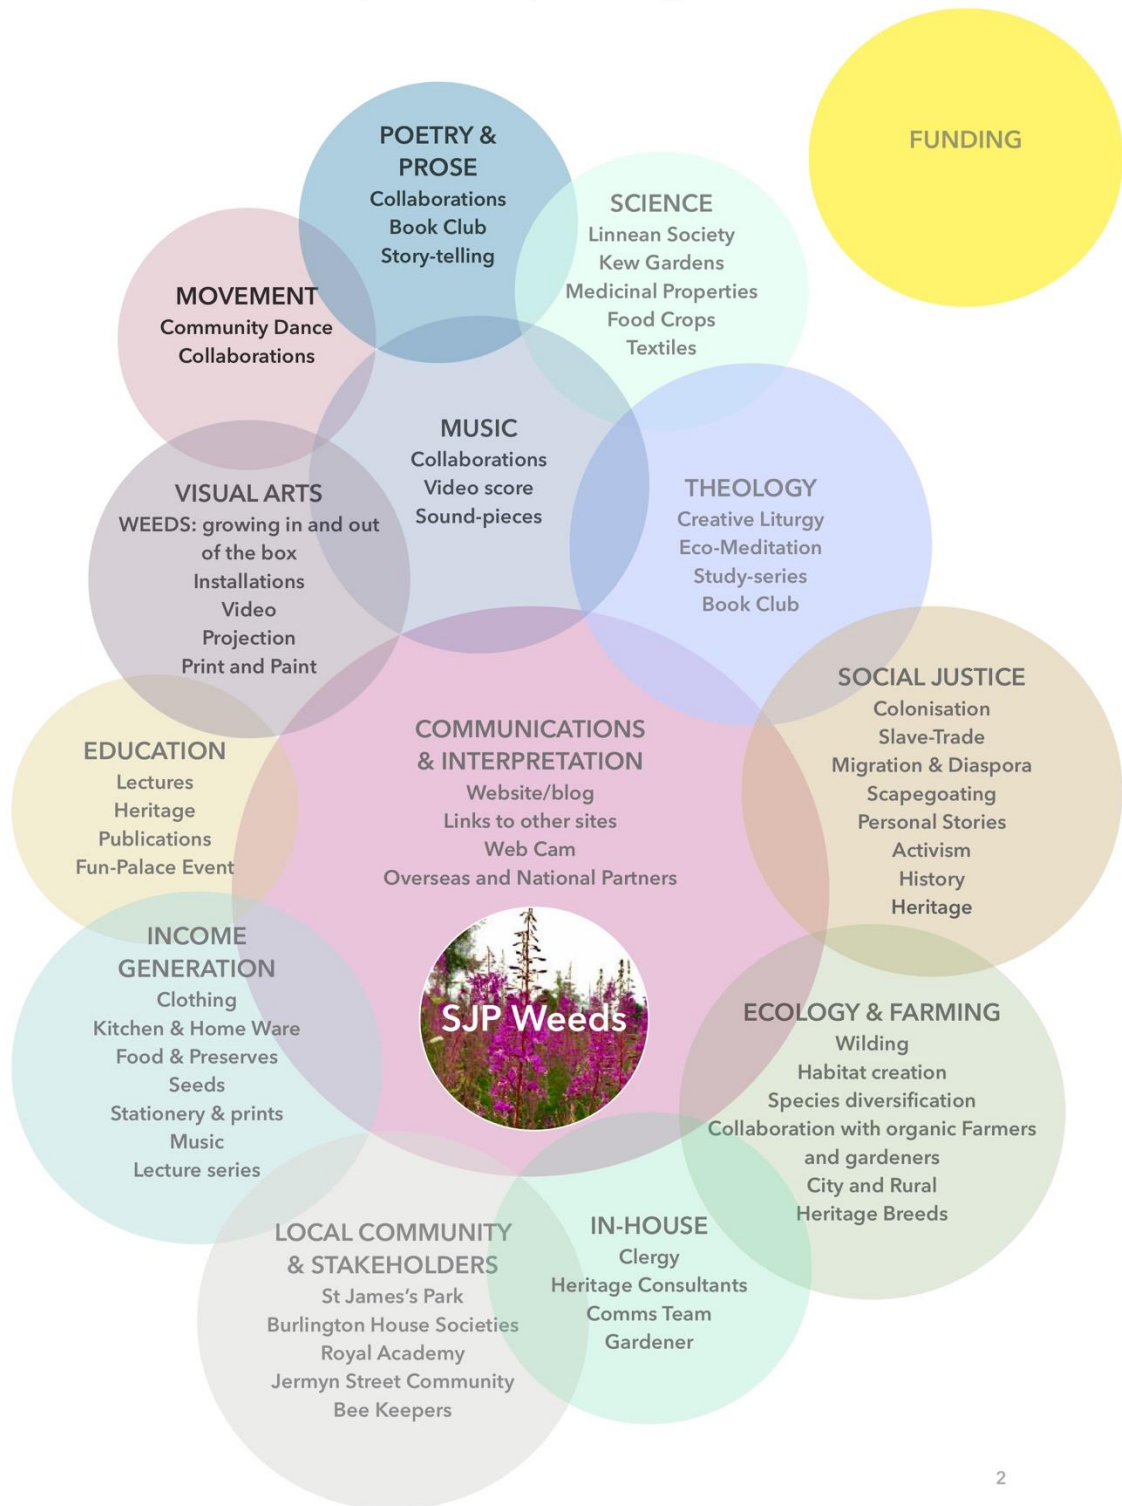 FUNDING
POETRY &
PROSE
Collaborations
Book Club
Story-telling
SCIENCE
Linnean Society
Kew Gardens
Medicinal Properties
Food Crops
Textiles
MOVEMENT
Community Dance
Collaborations
MUSIC
Collaborations
Video score
Sound-pieces
VISUAL ARTS
WEEDS: growing in and out
of the box
Installations
Video
Projection
Print and Paint
THEOLOGY
Creative Liturgy
Eco-Meditation
Study-series
Book Club
SOCIAL JUSTICE
Colonisation
Slave-Trade
Migration & Diaspora
Scapegoating
Personal Stories
Activism
History
Heritage
COMMUNICATIONS
& INTERPRETATION
Website/blog
Links to other sites
Web Cam
Overseas and National Partners
EDUCATION
Lectures
Heritage
Publications
Fun-Palace Event
INCOME
GENERATION
Clothing
Kitchen & Home Ware
Food & Preserves
Seeds
Stationery & prints
Music
Lecture series
SJP Weeds
ECOLOGY & FARMING
Wilding
Habitat creation
Species diversification
Collaboration with organic Farmers
and gardeners
City and Rural
Heritage Breeds
LOCAL COMMUNITY
& STAKEHOLDERS
St James's Park
Burlington House Societies
Royal Academy
Jermyn Street Community
Bee Keepers
IN-HOUSE
Clergy
Heritage Consultants
Comms Team
Gardener
2